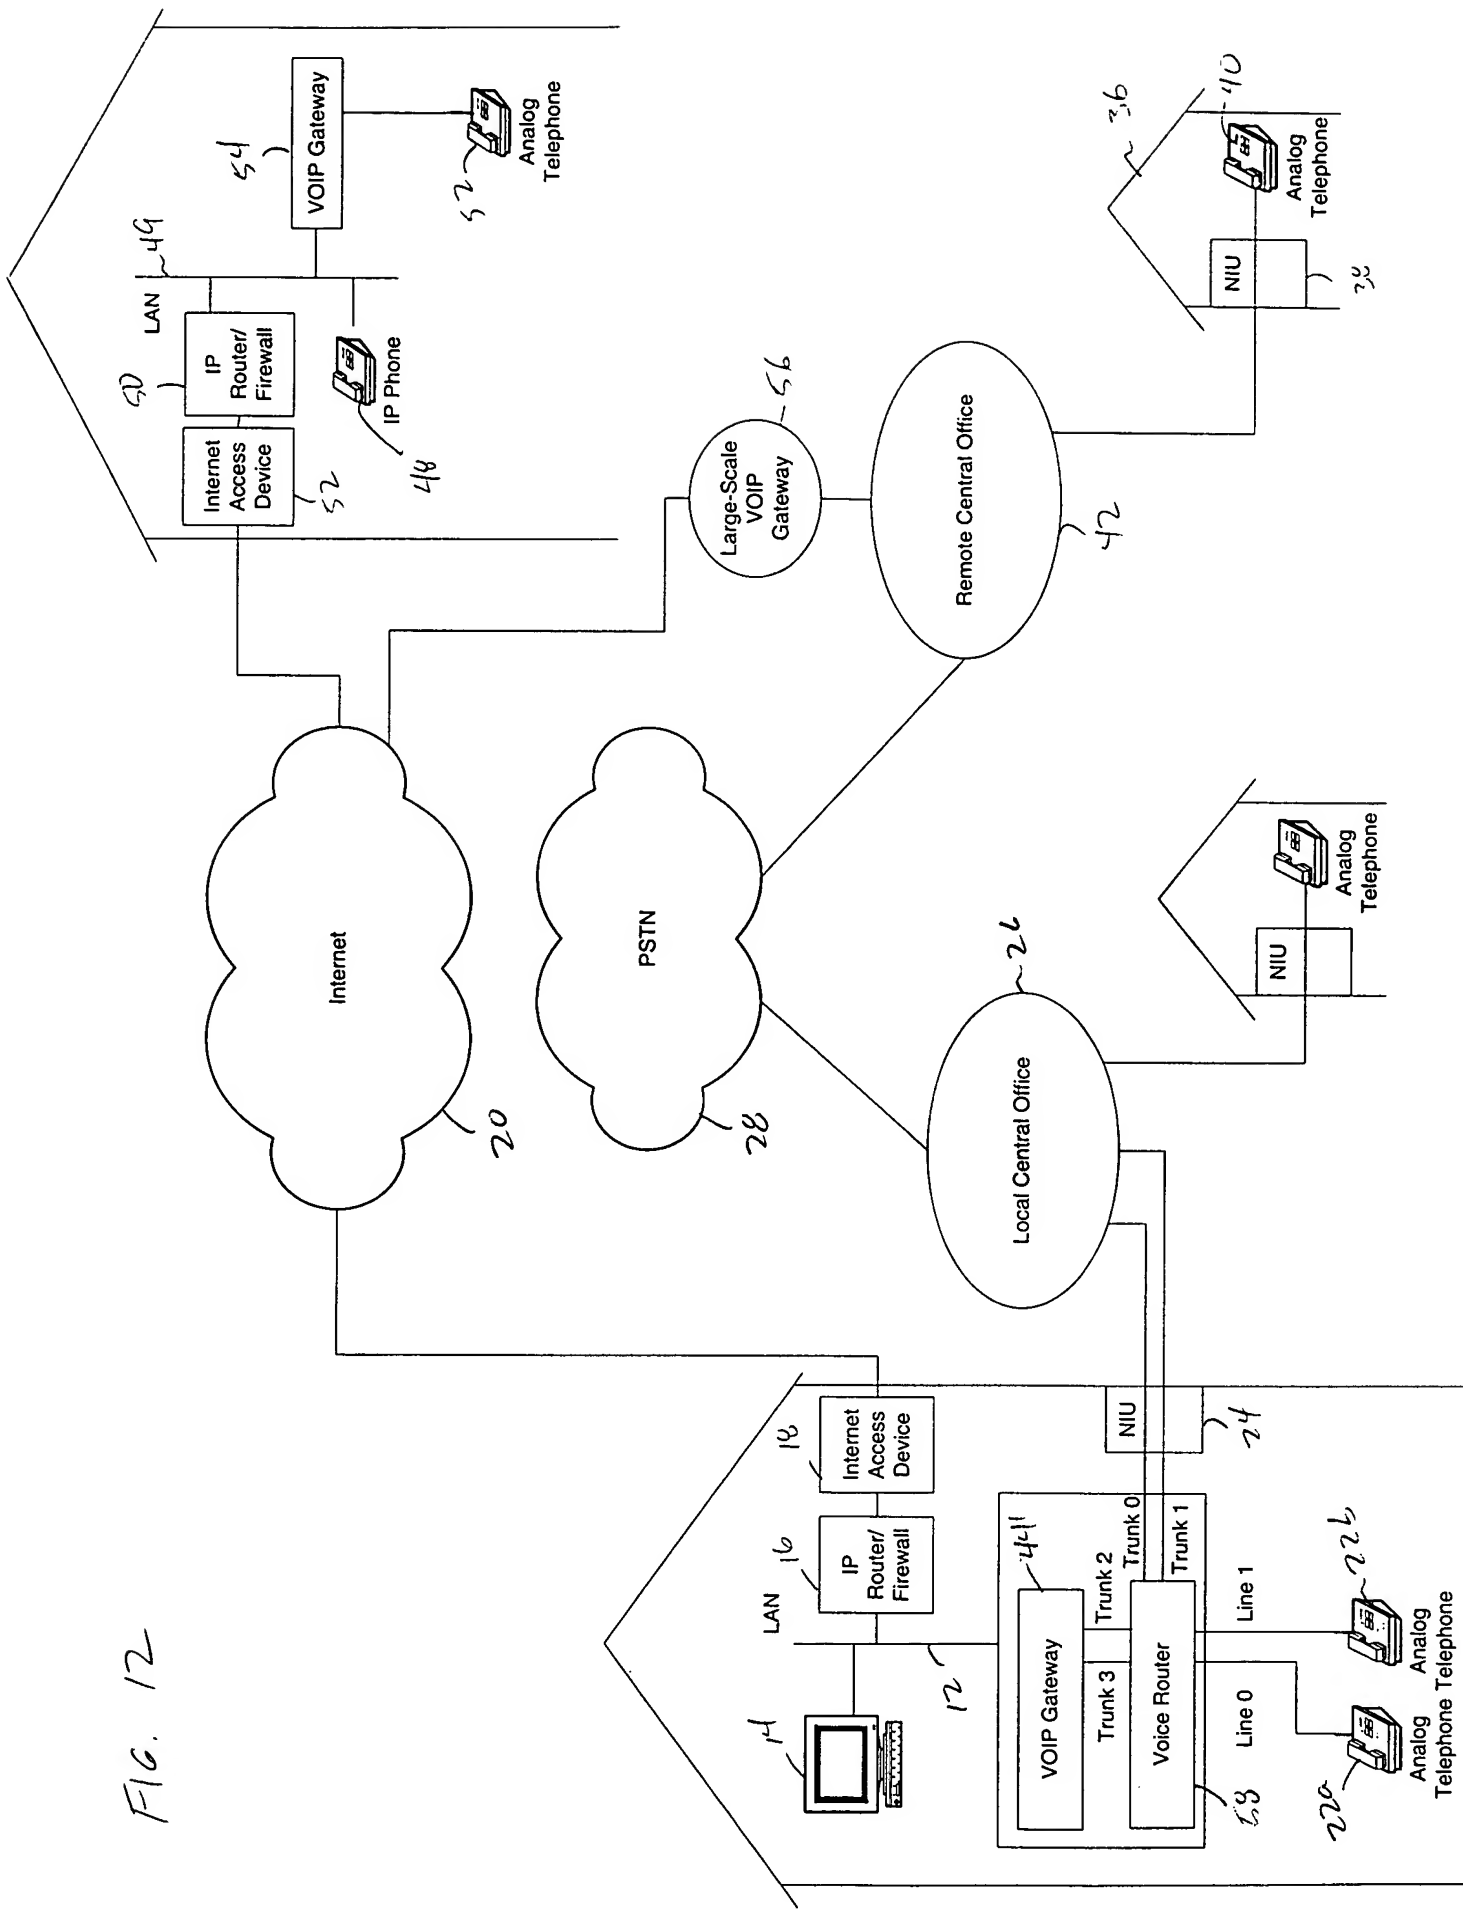 FIG. 12
LAN
49
50
IP
Router/
Firewall
Internet
Access
Device
52
IP Phone
48
54
VOIP Gateway
52
Analog
Telephone
Internet
20
PSTN
28
Large-Scale
VOIP
Gateway
56
Remote Central Office
42
36
NIU
38
40
Analog
Telephone
Local Central Office
26
NIU
Analog
Telephone
14
LAN
12
16
IP
Router/
Firewall
18
Internet
Access
Device
NIU
24
VOIP Gateway
44'
Trunk 3
Trunk 2
Trunk 0
Trunk 1
Voice Router
58
Line 0
Line 1
22a
Analog
Telephone
22b
Analog
Telephone